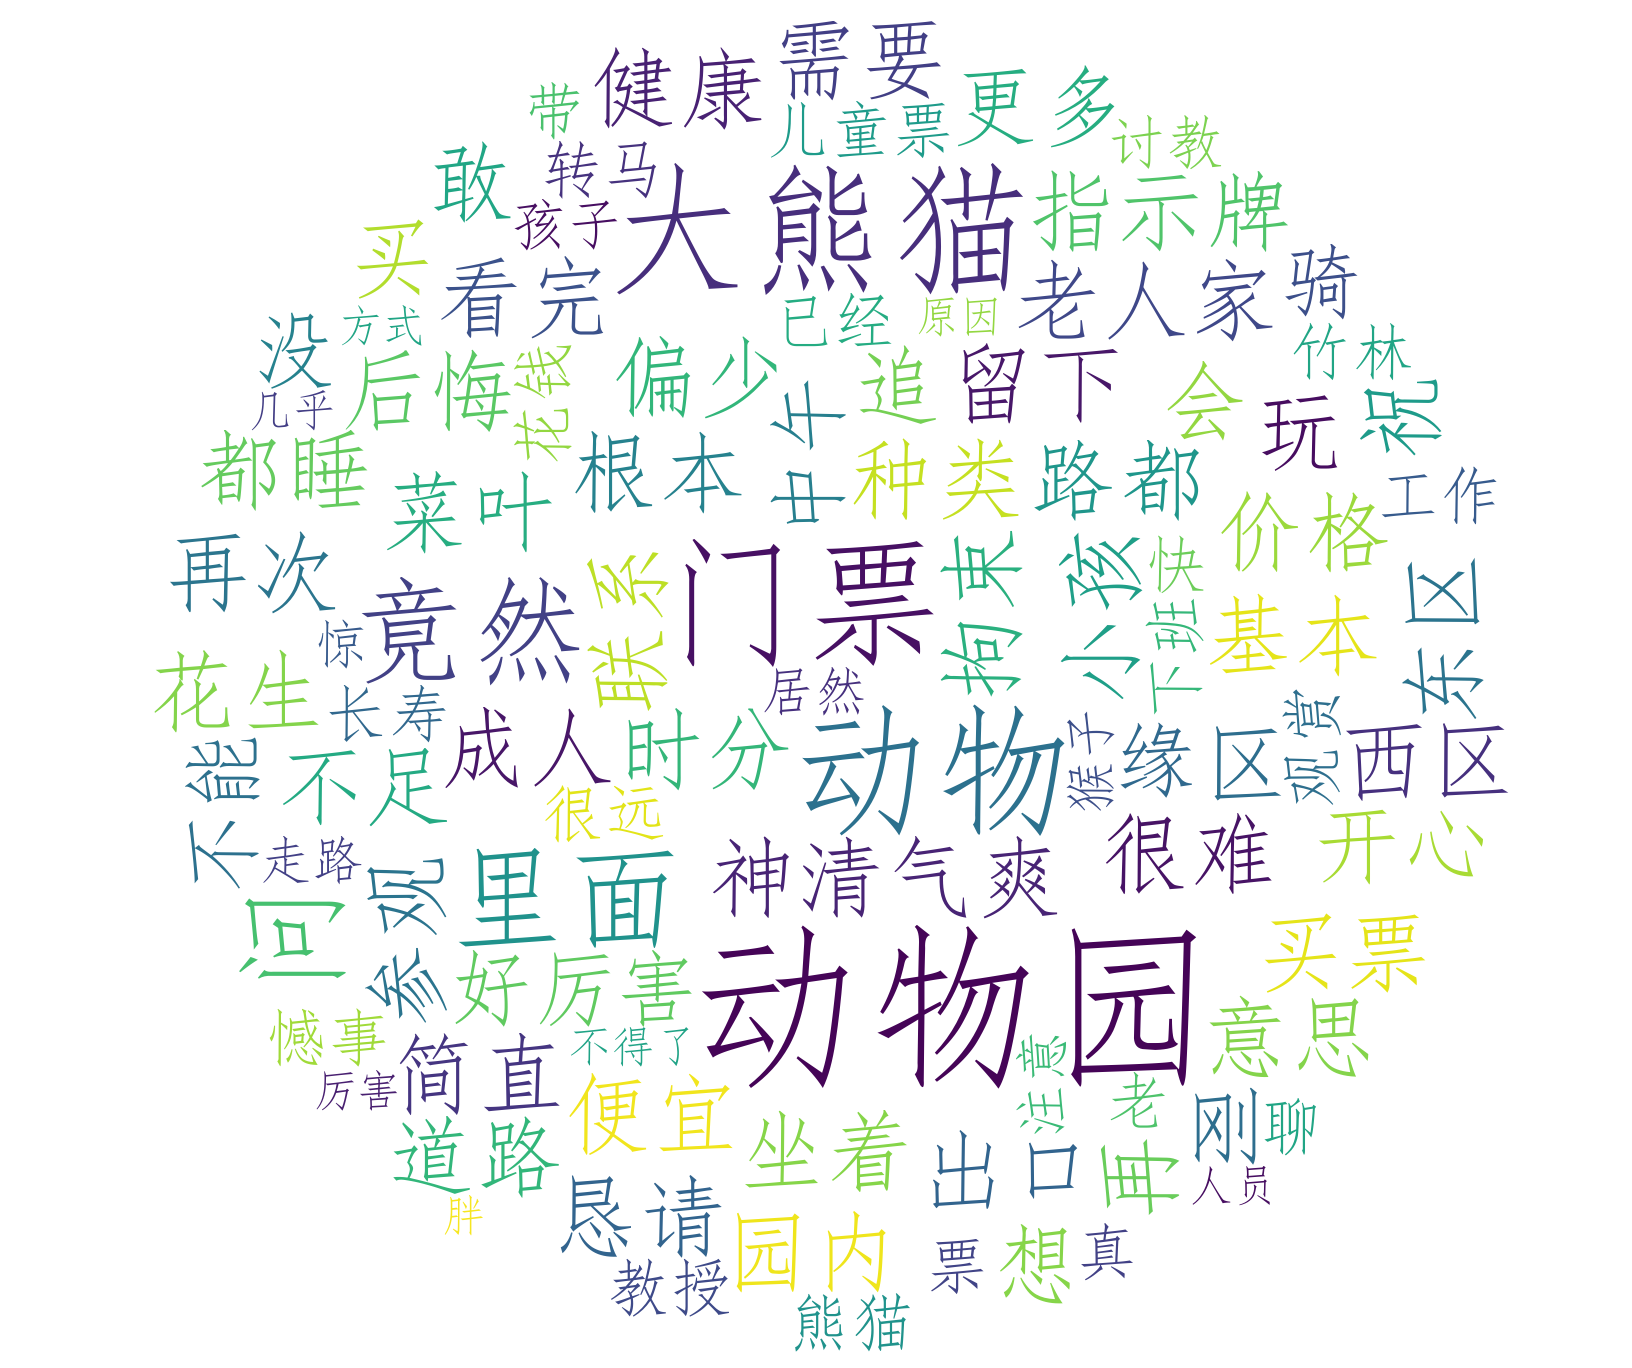 需要
健康
更多
带
儿童票
讨教
转马
敢
大熊猫
指示牌
孩子
买
看完
老人家
骑
已经
原因
没
方式
竹林
后悔
花钱
偏少
追
留下
会
玩
祝
几乎
中午
都睡
根本
种类
路都
菜叶
工作
价格
再次
竟然
联系
门票
拘束
小孩
快
下班
东区
基本
惊
花生
长寿
居然
成人
时分
动物
猴子
缘区
观赏
西区
不能
不足
很远
开心
走路
参观
里面
神清气爽
很难
问
好厉害
动物园
买票
意思
憾事
简直
不得了
注意
厉害
便宜
老
刚
聊
道路
坐着
出口
再
人员
胖
恳请
园内
票
想
真
教授
熊猫